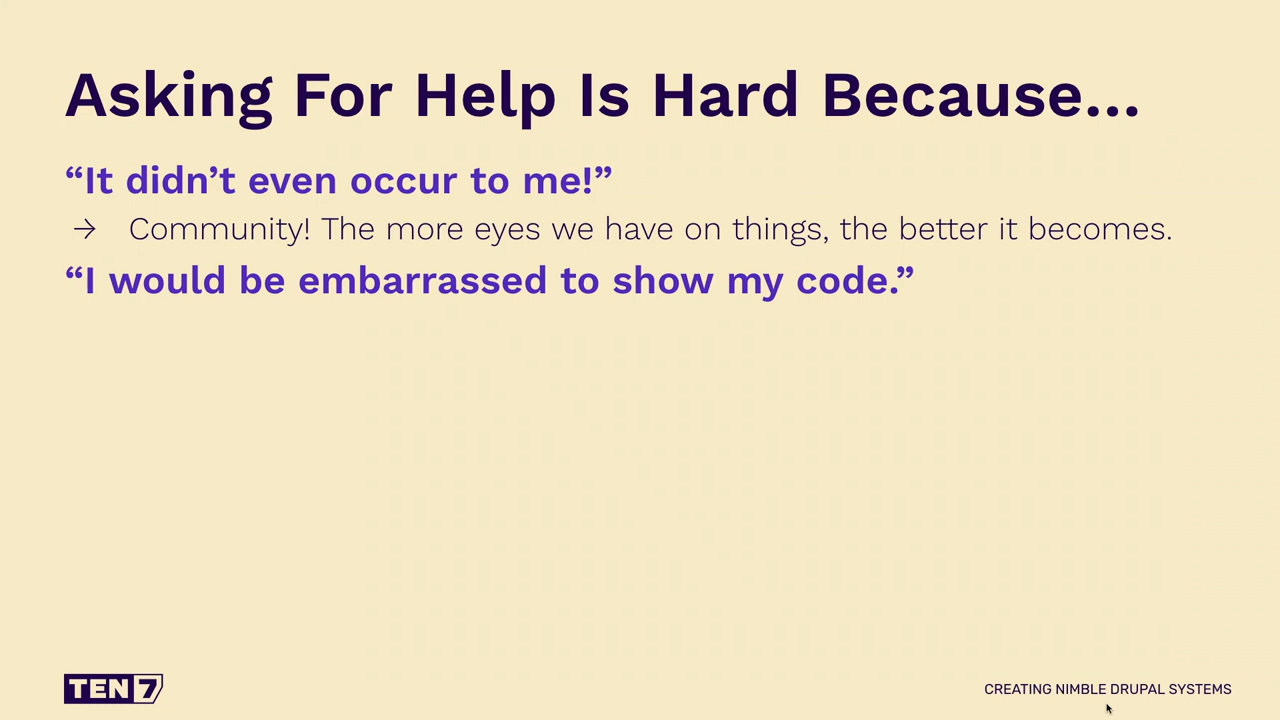 Asking For Help Is Hard Because...
“It didn’t even occur to me!”
→ Community! The more eyes we have on things, the better it becomes.
“I would be embarrassed to show my code.”
TEN7
CREATING NIMBLE DRUPAL SYSTEMS